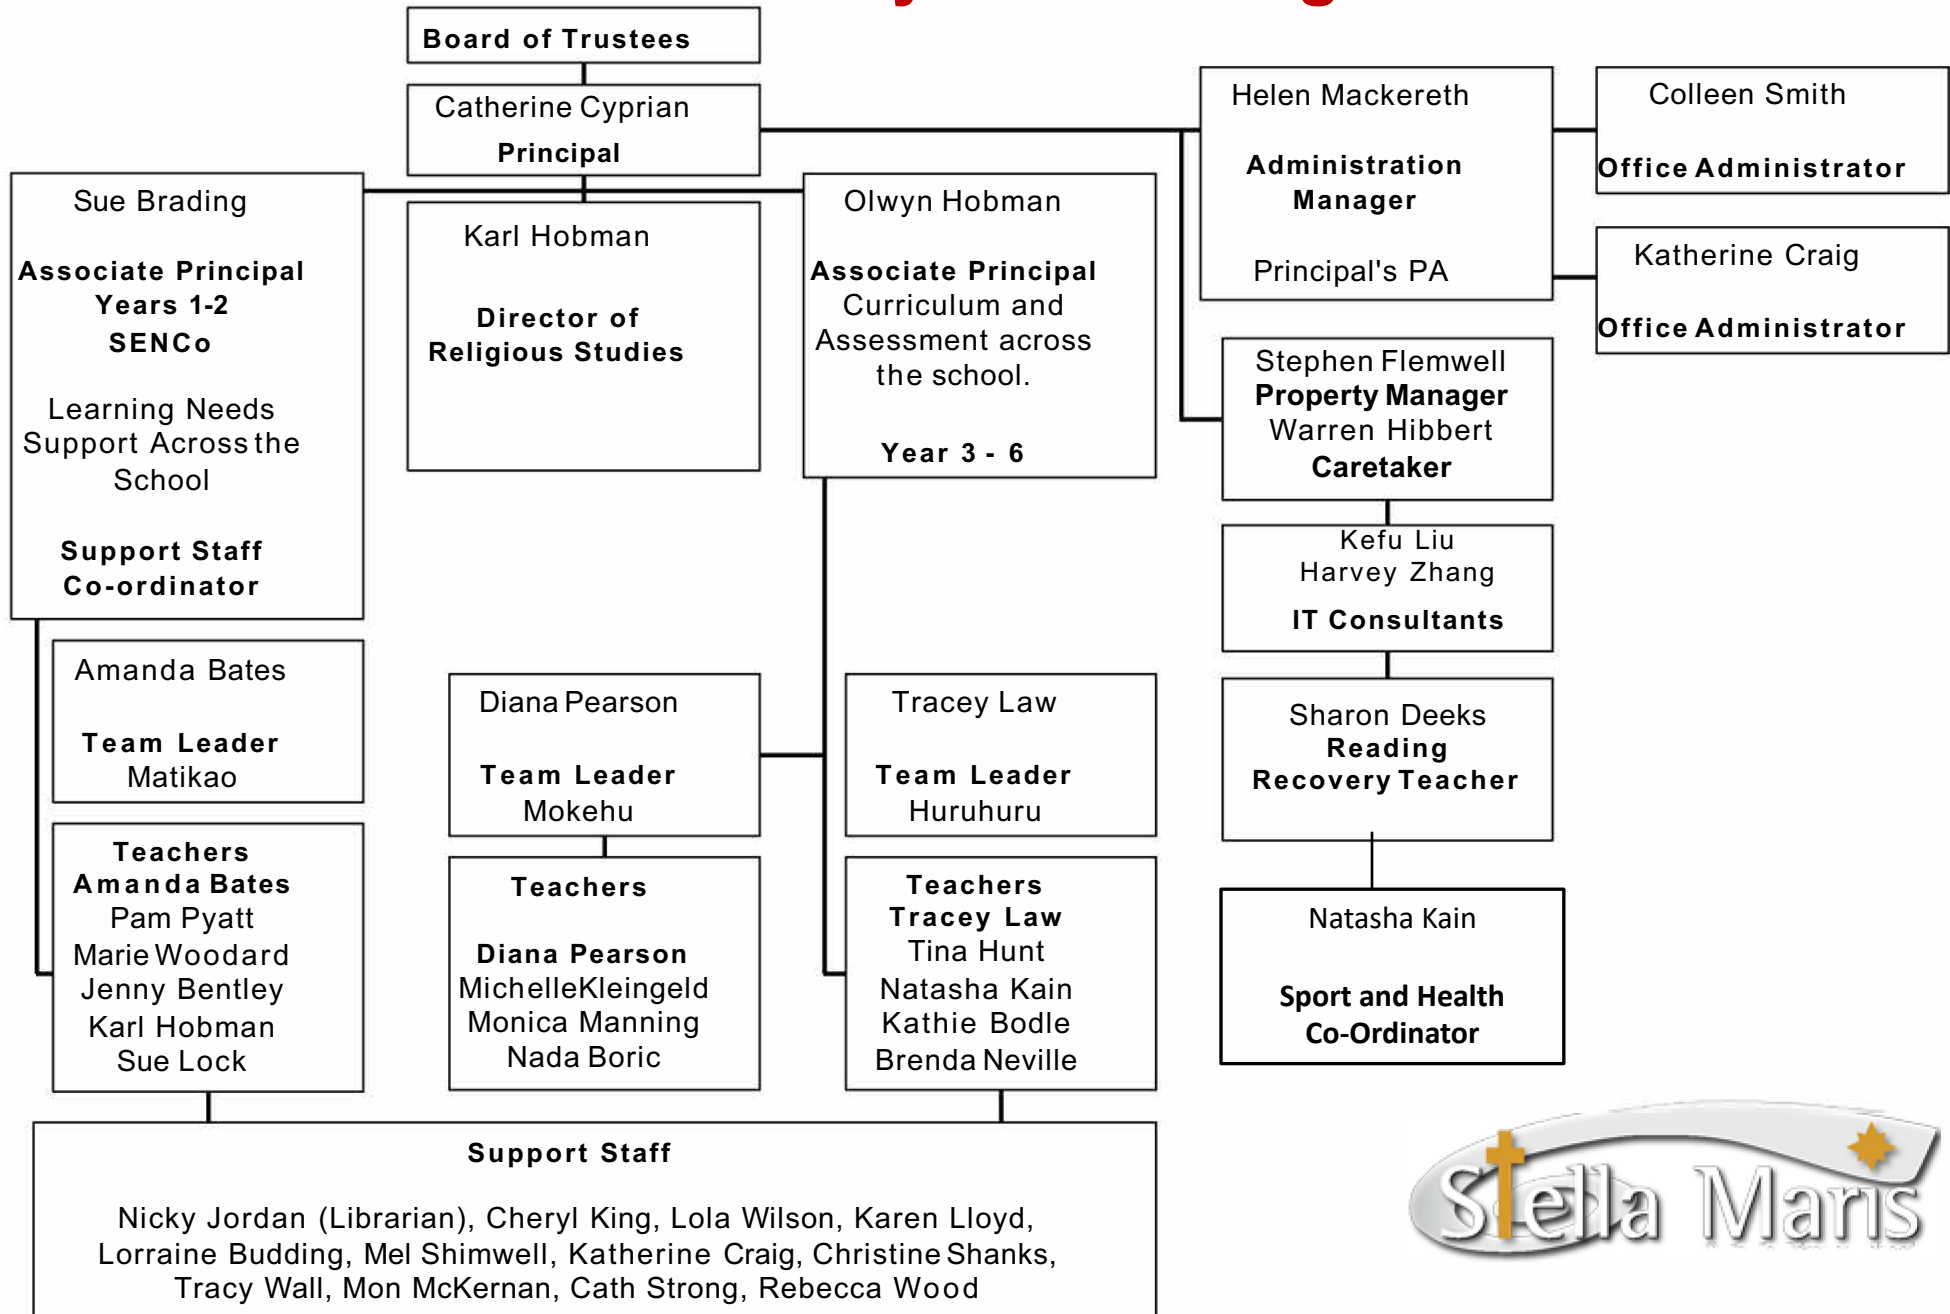 Board of Trustees
Catherine Cyprian
Principal
Sue Brading
Associate Principal
Years 1-2
SENCo
Learning Needs
Support Across the
School
Support Staff
Co-ordinator
Karl Hobman
Director of
Religious Studies
Olwyn Hobman
Associate Principal
Curriculum and
Assessment across
the school.
Year 3 - 6
Helen Mackereth
Administration
Manager
Principal's PA
Colleen Smith
Office Administrator
Katherine Craig
Office Administrator
Stephen Flemwell
Property Manager
Warren Hibbert
Caretaker
Kefu Liu
Harvey Zhang
IT Consultants
Sharon Deeks
Reading
Recovery Teacher
Natasha Kain
Sport and Health
Co-Ordinator
Amanda Bates
Team Leader
Matikao
Teachers
Amanda Bates
Pam Pyatt
Marie Woodard
Jenny Bentley
Karl Hobman
Sue Lock
Diana Pearson
Team Leader
Mokehu
Teachers
Diana Pearson
MichelleKleingeld
Monica Manning
Nada Boric
Tracey Law
Team Leader
Huruhuru
Teachers
Tracey Law
Tina Hunt
Natasha Kain
Kathie Bodle
Brenda Neville
Support Staff
Nicky Jordan (Librarian), Cheryl King, Lola Wilson, Karen Lloyd,
Lorraine Budding, Mel Shimwell, Katherine Craig, Christine Shanks,
Tracy Wall, Mon McKernan, Cath Strong, Rebecca Wood
Stella Maris